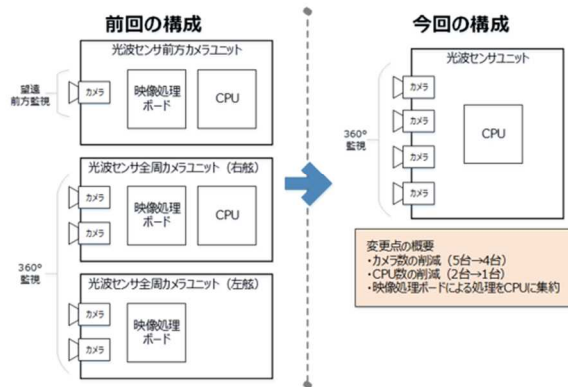 前回の構成
光波センサ前方カメラユニット
望遠
前方監視
カメラ
映像処理
ボード
CPU
光波センサ全周カメラユニット（右舷）
カメラ
カメラ
映像処理
ボード
CPU
360°
監視
光波センサ全周カメラユニット（左舷）
カメラ
カメラ
映像処理
ボード
今回の構成
光波センサユニット
360°
監視
カメラ
カメラ
カメラ
カメラ
CPU
変更点の概要
・カメラ数の削減（5台→4台）
・CPU数の削減（2台→1台）
・映像処理ボードによる処理をCPUに集約